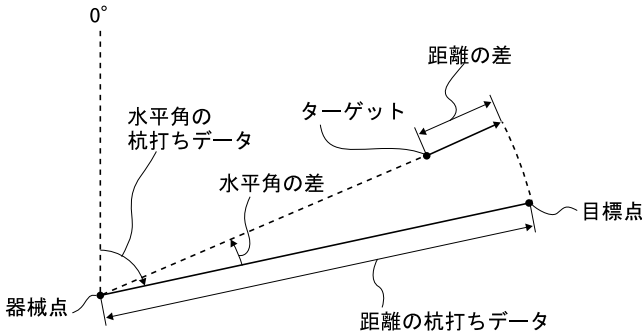 0°
距離の差
水平角の
杭打ちデータ
ターゲット
水平角の差
目標点
器械点
距離の杭打ちデータ